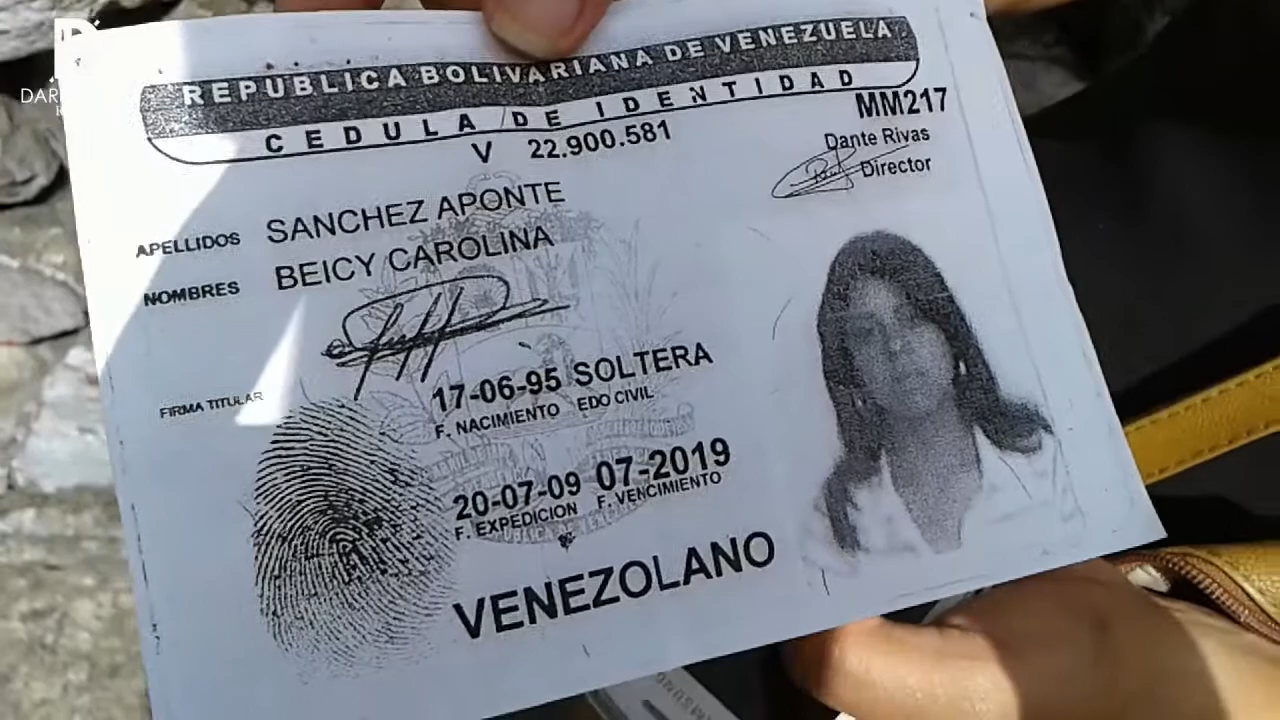 DAR
REPUBLICA BOLIVARIANA DE VENEZUELA
CEDULA DE IDENTIDAD
MM217
V 22.900.581
Dante Rivas
Director
APELLIDOS SANCHEZ APONTE
NOMBRES BEICY CAROLINA
FIRMA TITULAR
17-06-95 SOLTERA
F. NACIMIENTO EDO CIVIL
20-07-09 07-2019
F. EXPEDICION F. VENCIMIENTO
VENEZOLANO